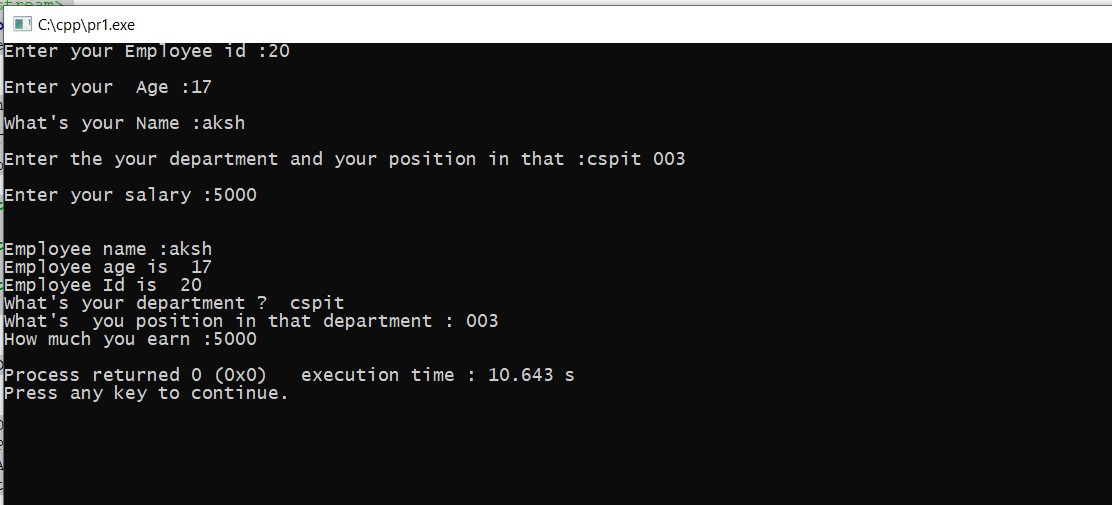 stream>
C:\cpp\pr1.exe
Enter your Employee id :20
Enter your  Age :17
What's your Name :aksh
Enter the your department and your position in that :cspit 003
Enter your salary :5000
Employee name :aksh
Employee age is  17
Employee Id is  20
What's your department ?  cspit
What's  you position in that department : 003
How much you earn :5000
Process returned 0 (0x0)   execution time : 10.643 s
Press any key to continue.